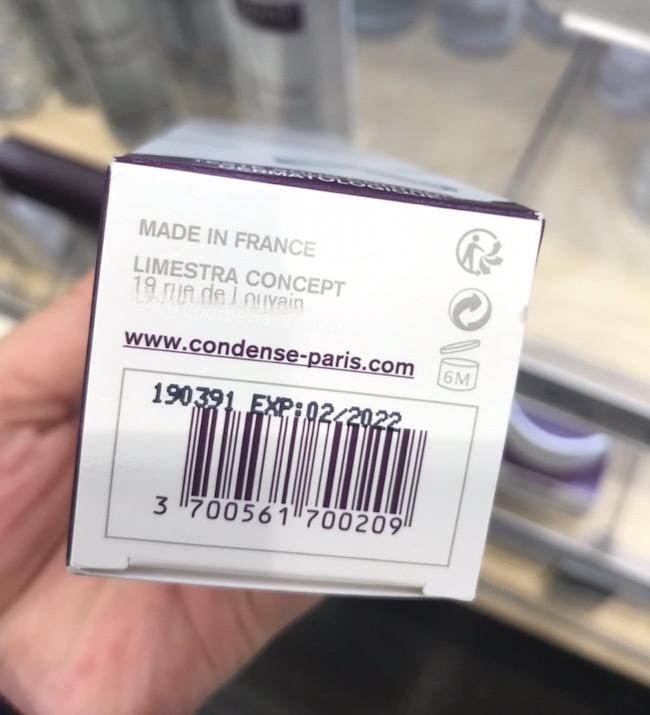 DERMATOLOGIQUE
MADE IN FRANCE
LIMESTRA CONCEPT
19 rue de Louvain
www.condense-paris.com
6M
190391 EXP:02/2022
3 700561 700209